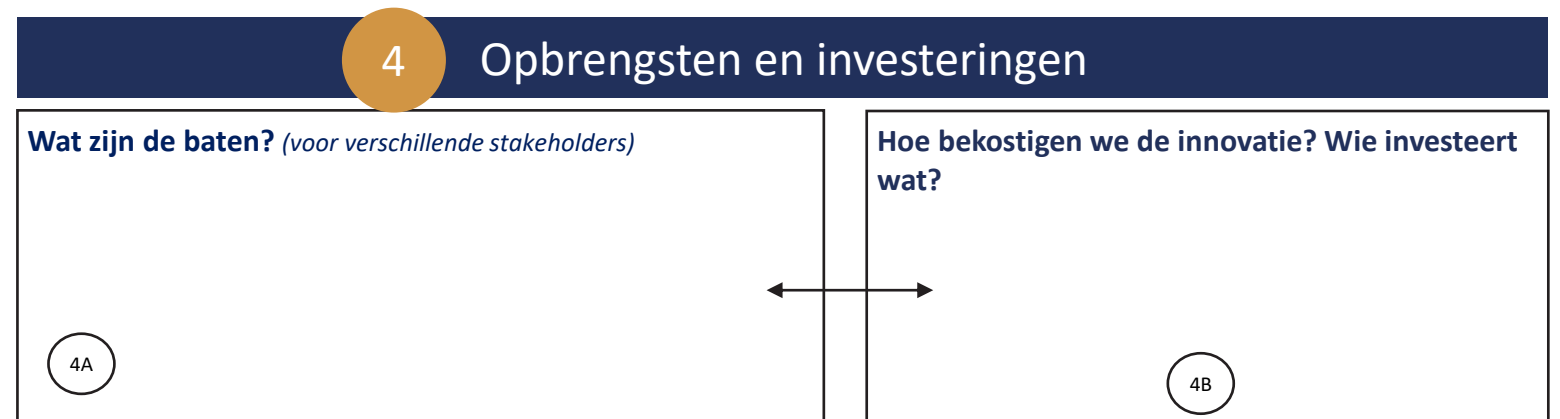 4 Opbrengsten en investeringen
Wat zijn de baten? (voor verschillende stakeholders)
4A
Hoe bekostigen we de innovatie? Wie investeert
wat?
4B